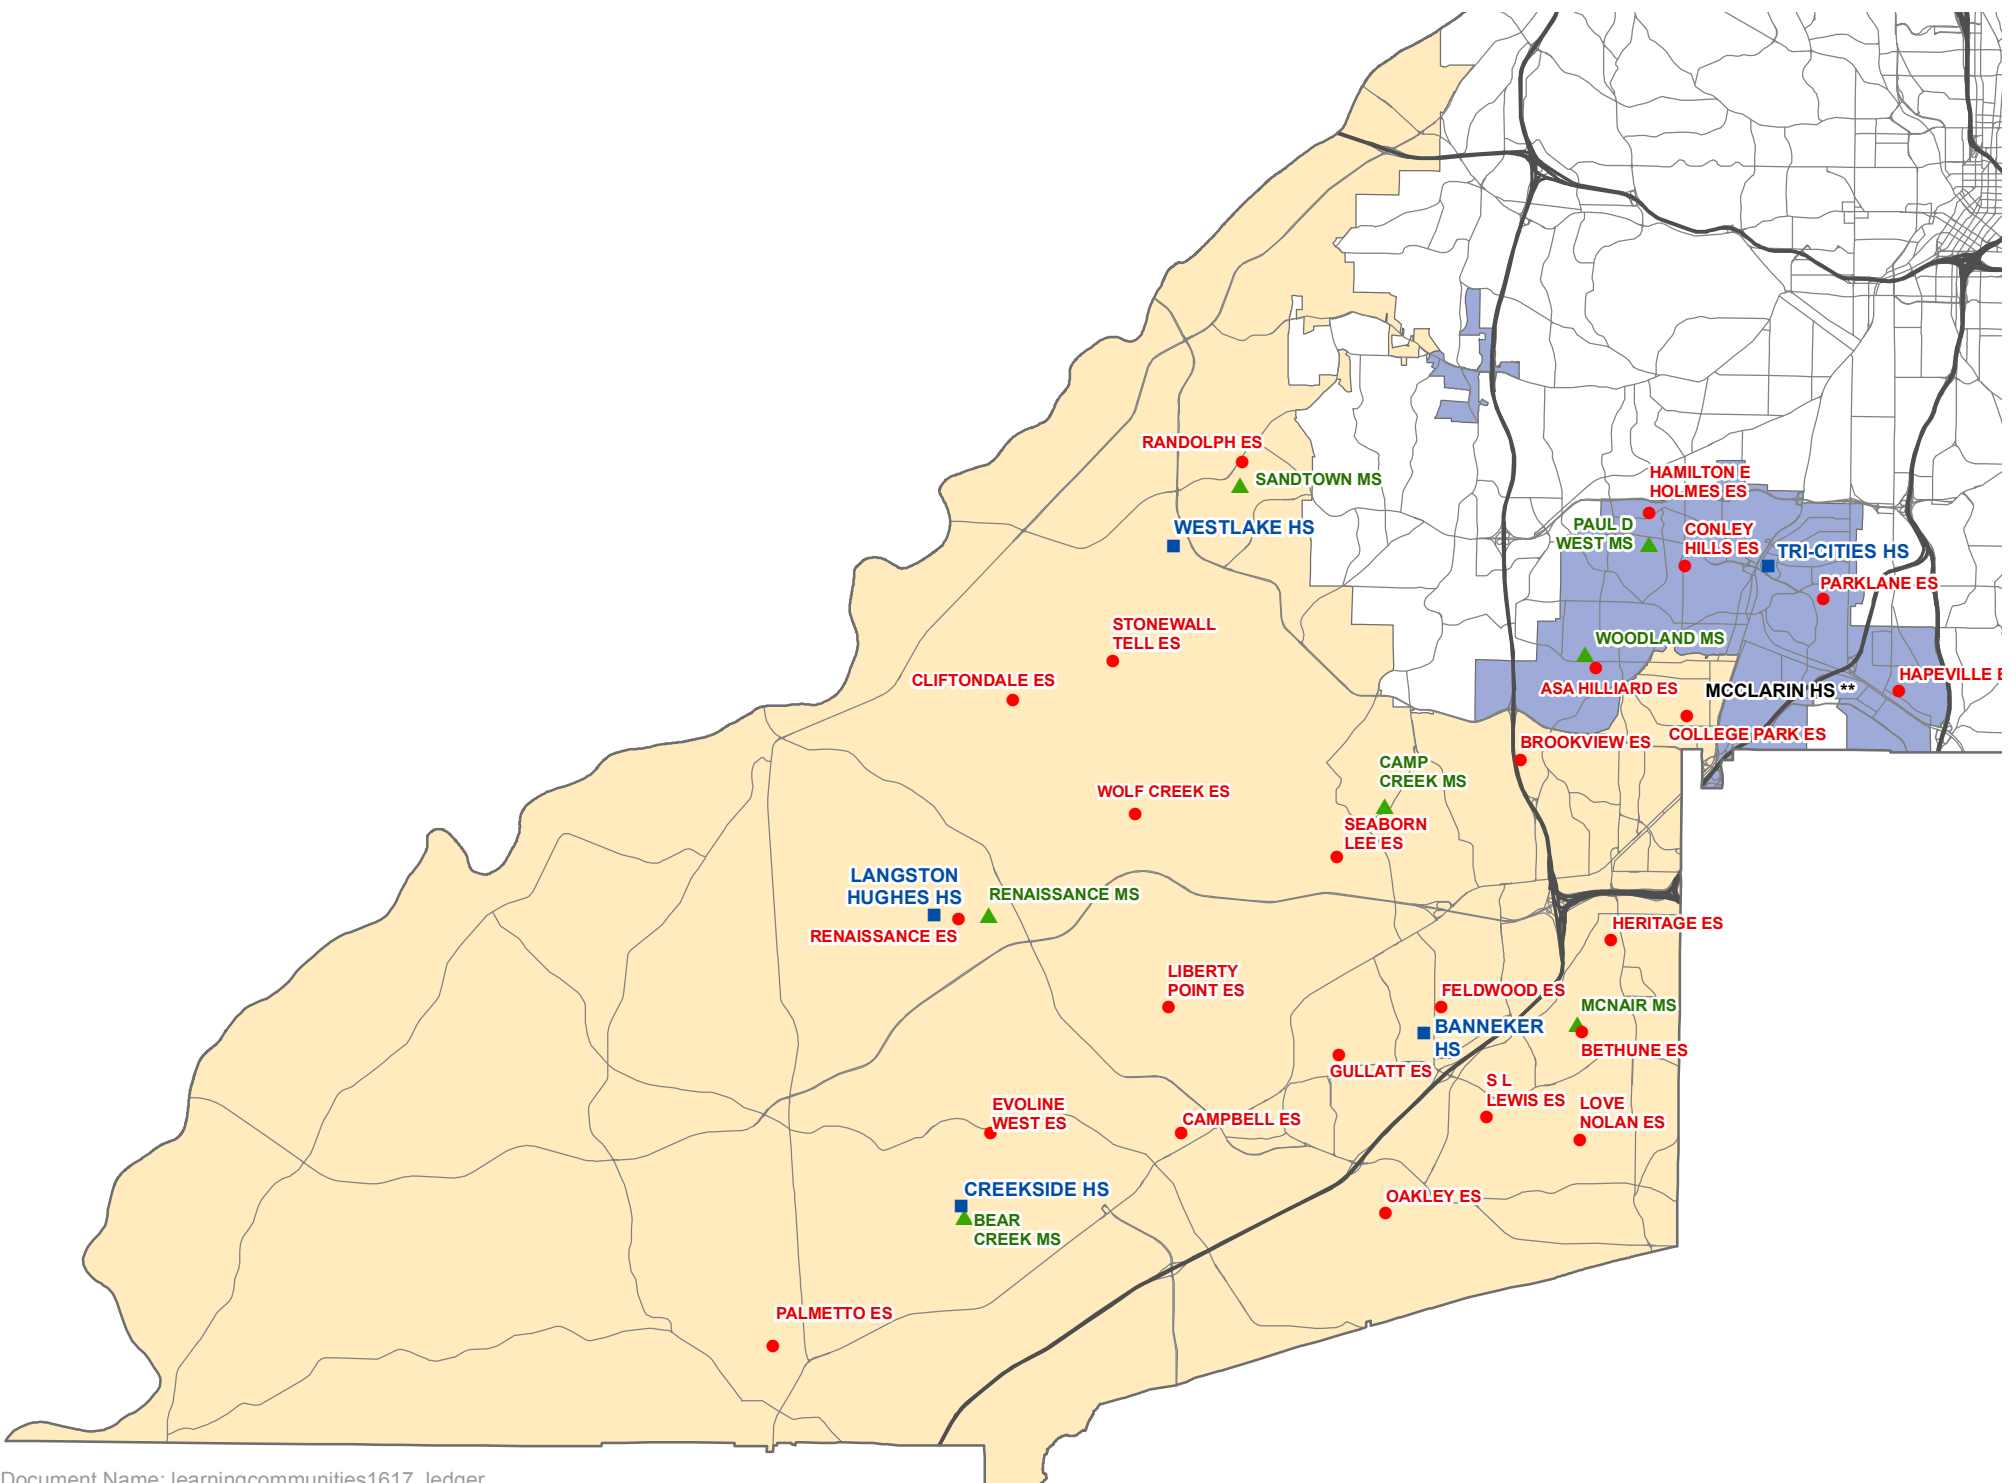 RANDOLPH ES
SANDTOWN MS
WESTLAKE HS
HAMILTON E
HOLMES ES
PAUL D
WEST MS
CONLEY
HILLS ES
TRI-CITIES HS
PARKLANE ES
STONEWALL
TELL ES
WOODLAND MS
CLIFTONDALE ES
ASA HILLIARD ES
MCCLARIN HS **
HAPEVILLE E
COLLEGE PARK ES
BROOKVIEW ES
CAMP
CREEK MS
WOLF CREEK ES
SEABORN
LEE ES
LANGSTON
HUGHES HS
RENAISSANCE MS
RENAISSANCE ES
HERITAGE ES
LIBERTY
POINT ES
FELDWOOD ES
MCNAIR MS
BANNEKER
HS
BETHUNE ES
GULLATT ES
S L
LEWIS ES
LOVE
NOLAN ES
EVOLINE
WEST ES
CAMPBELL ES
CREEKSIDE HS
OAKLEY ES
BEAR
CREEK MS
PALMETTO ES
Document Name: learningcommunities1617_ledger